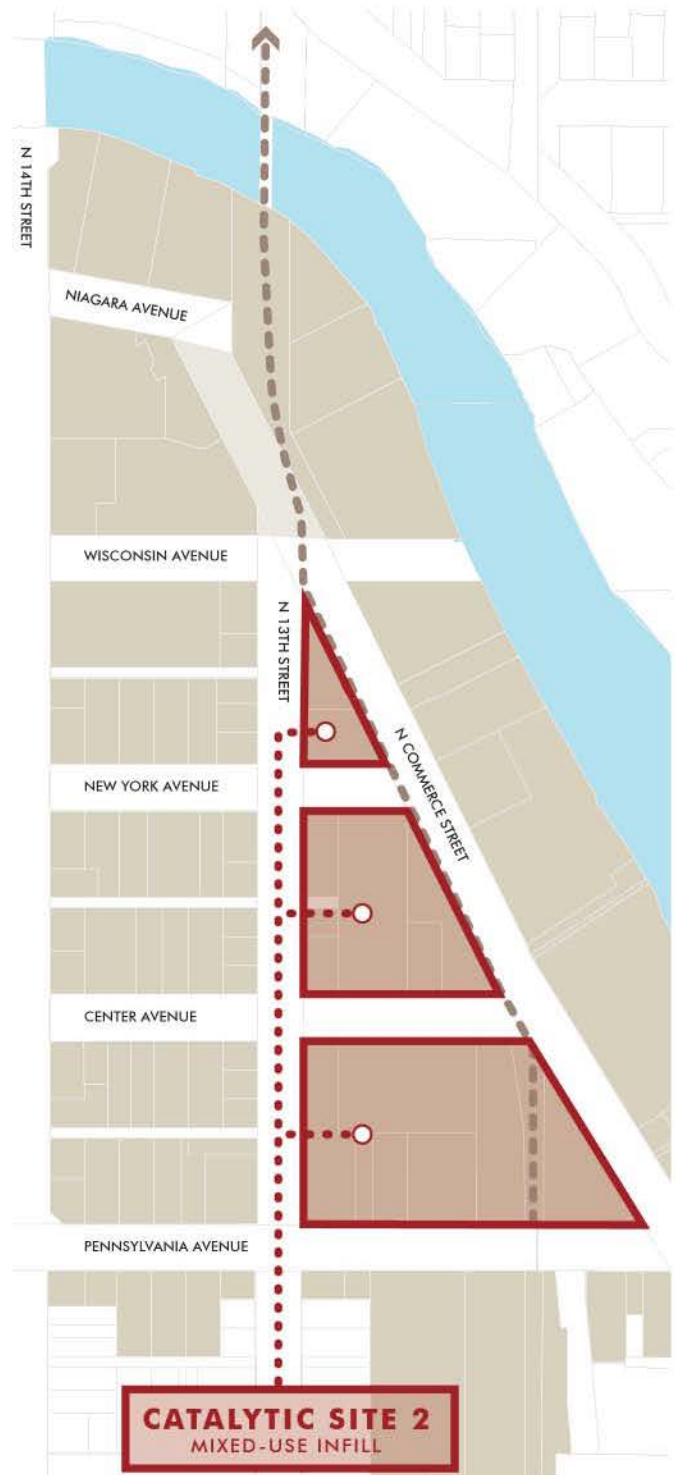 N 14TH STREET
NIAGARA AVENUE
WISCONSIN AVENUE
N 13TH STREET
N COMMERCE STREET
NEW YORK AVENUE
CENTER AVENUE
PENNSYLVANIA AVENUE
CATALYTIC SITE 2
MIXED-USE INFILL